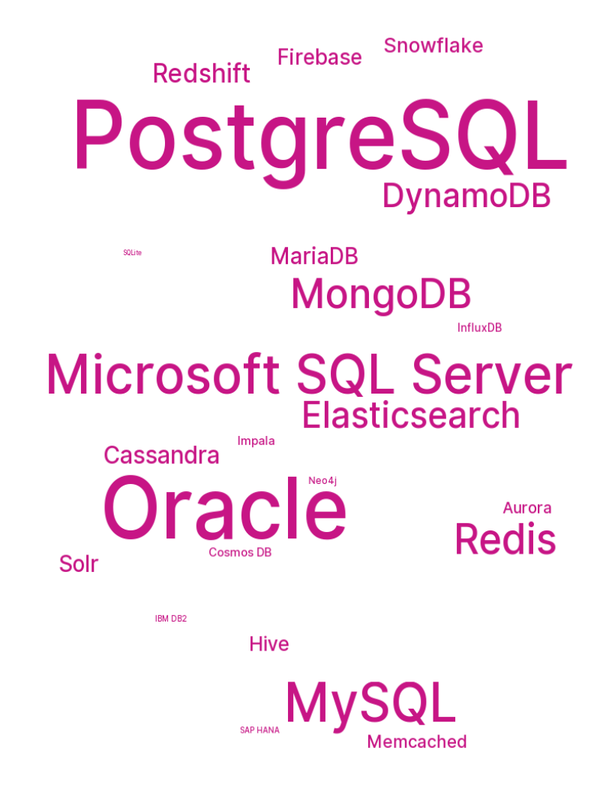 Snowflake
Firebase
Redshift
PostgreSQL
DynamoDB
SQLite
MariaDB
MongoDB
InfluxDB
Microsoft SQL Server
Elasticsearch
Impala
Cassandra
Neo4j
Oracle
Aurora
Redis
Cosmos DB
Solr
IBM DB2
Hive
MySQL
SAP HANA
Memcached